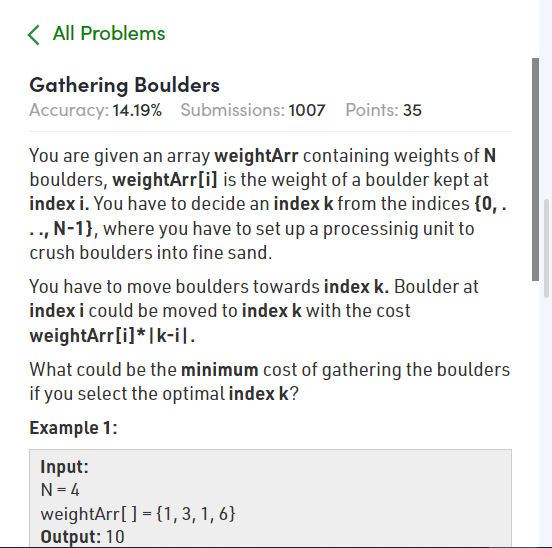 All Problems
Gathering Boulders
Accuracy: 14.19% Submissions: 1007 Points: 35
You are given an array weightArr containing weights of N
boulders, weightArr[i] is the weight of a boulder kept at
index i. You have to decide an index k from the indices {0, .
. ., N-1}, where you have to set up a processinig unit to
crush boulders into fine sand.
You have to move boulders towards index k. Boulder at
index i could be moved to index k with the cost
weightArr[i]*|k-i|.
What could be the minimum cost of gathering the boulders
if you select the optimal index k?
Example 1:
Input:
N = 4
weightArr[ ] = {1, 3, 1, 6}
Output: 10